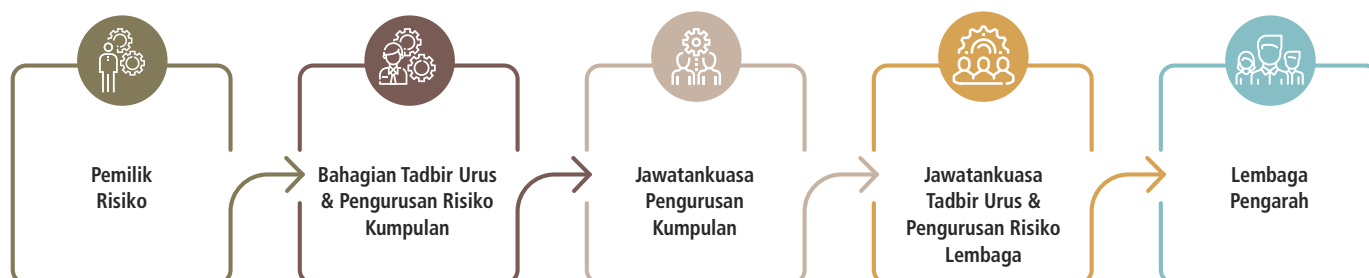 Pemilik
Risiko
Bahagian Tadbir Urus
& Pengurusan Risiko
Kumpulan
Jawatankuasa
Pengurusan
Kumpulan
Jawatankuasa
Tadbir Urus &
Pengurusan Risiko
Lembaga
Lembaga
Pengarah